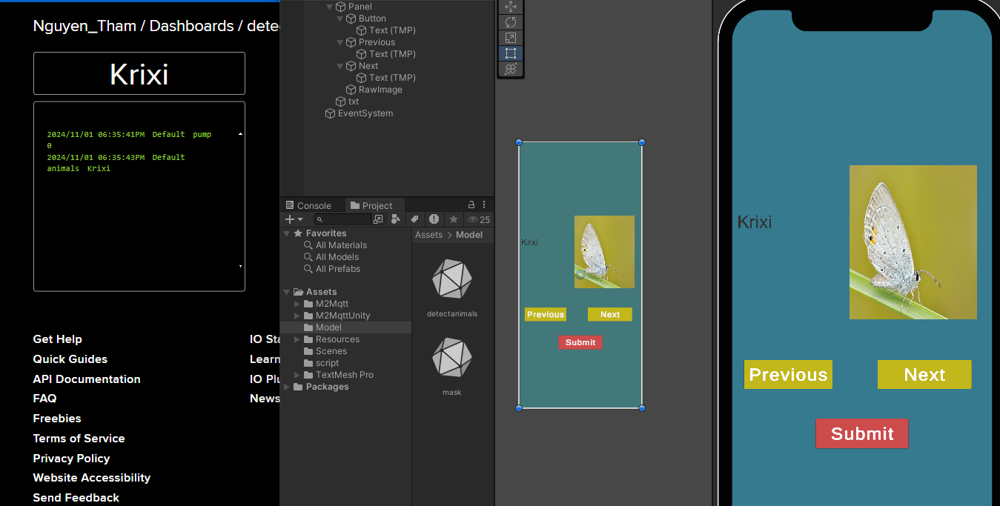 Nguyen_Tham / Dashboards / dete
Krixi
2024/11/01 06:35:41PM Default pump
0
2024/11/01 06:35:43PM Default
animals Krixi
Get Help
Quick Guides
API Documentation
FAQ
Freebies
Terms of Service
Privacy Policy
Website Accessibility
Send Feedback
IO Sta
Learn
IO Plu
News
Panel
Button
Text (TMP)
Previous
Text (TMP)
Next
Text (TMP)
RawImage
txt
EventSystem
Console
Project
25
Favorites
All Materials
All Models
All Prefabs
Assets
M2Mqtt
M2MqttUnity
Model
Resources
Scenes
script
TextMesh Pro
Packages
Assets > Model
detectanimals
mask
Krixi
Previous
Next
Submit
Krixi
Previous
Next
Submit